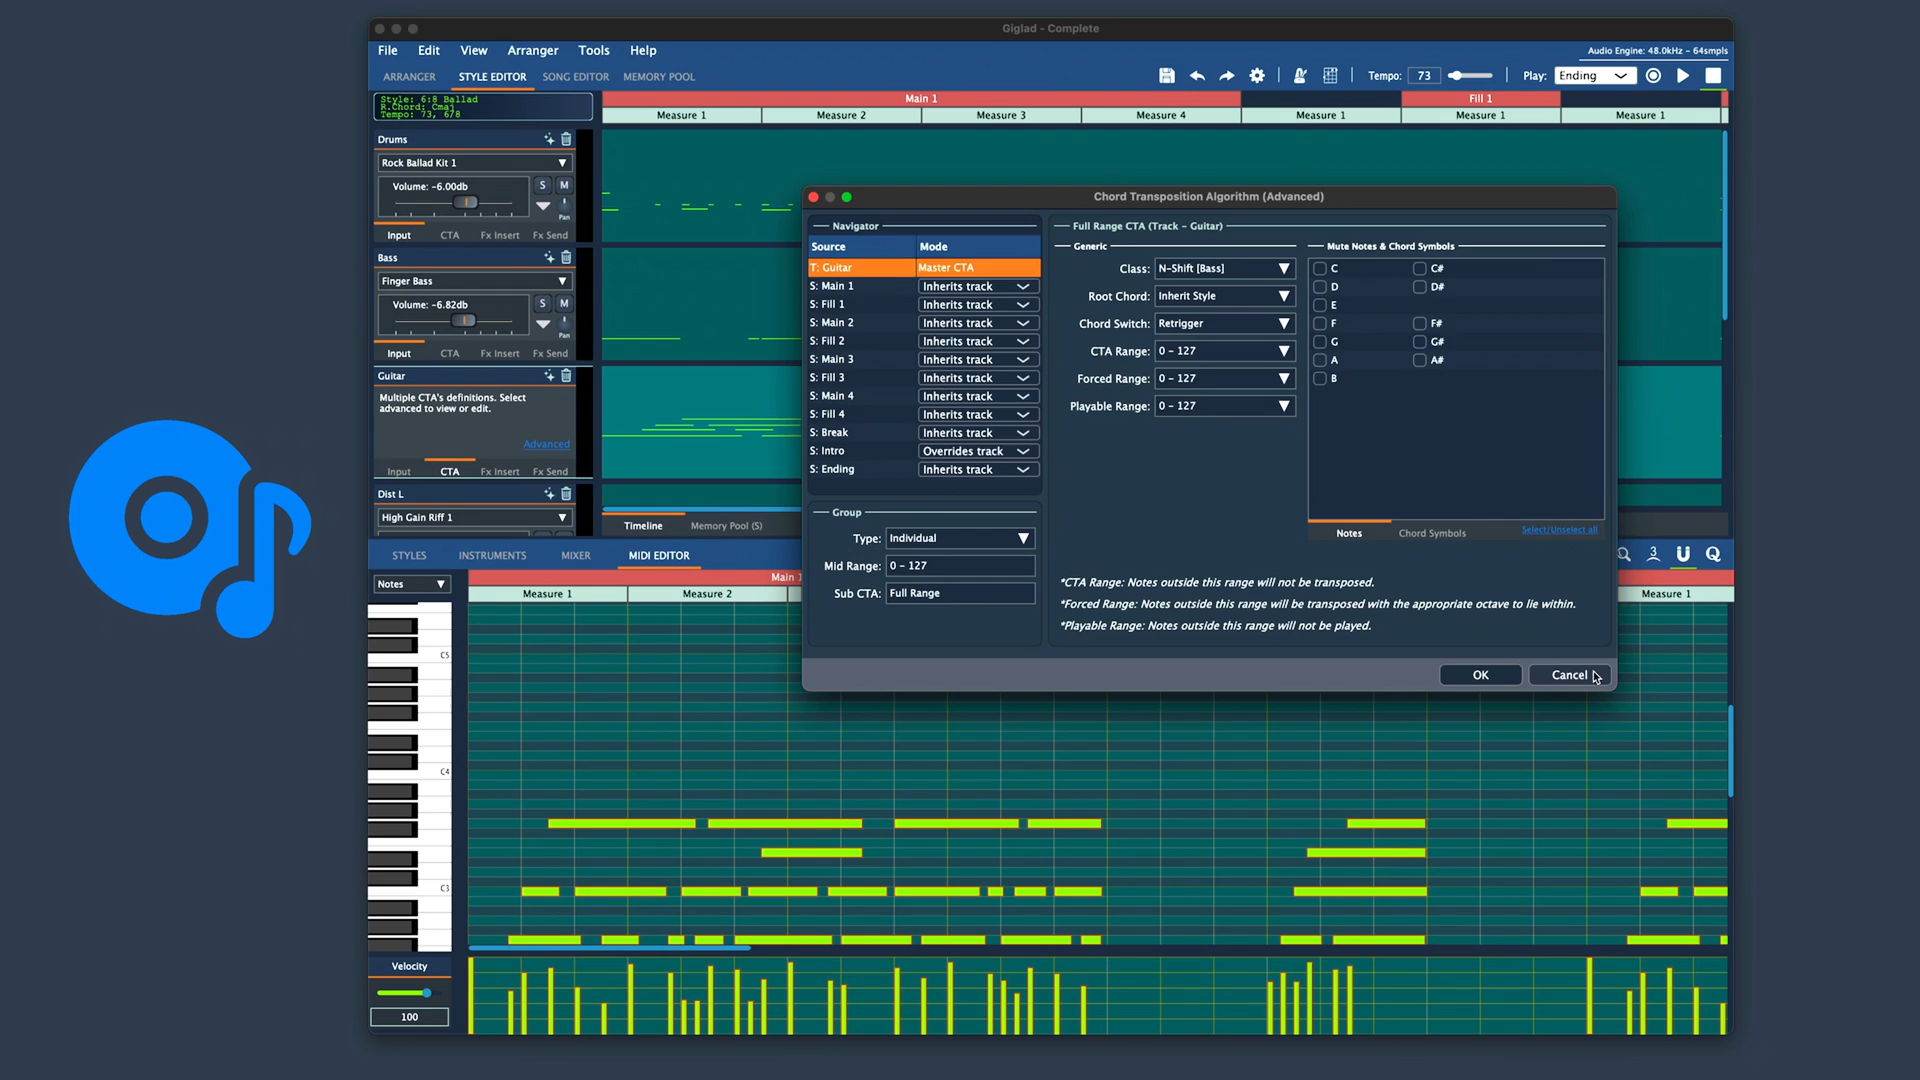 Giglad - Complete
File Edit View Arranger Tools Help
Audio Engine: 48.0kHz - 64smpls
ARRANGER STYLE EDITOR SONG EDITOR MEMORY POOL
Tempo: 73 Play: Ending
Style: 6:8 Ballad
R.Chord: Cmaj
Tempo: 73, 6/8
Main 1 Fill 1
Measure 1 Measure 2 Measure 3 Measure 4 Measure 1 Measure 1 Measure 1
Drums
Rock Ballad Kit 1
Volume: -6.00db S M
Pan
Input CTA Fx Insert Fx Send
Bass
Finger Bass
Volume: -6.82db S M
Pan
Input CTA Fx Insert Fx Send
Guitar
Multiple CTA's definitions. Select
advanced to view or edit.
Advanced
Input CTA Fx Insert Fx Send
Dist L
High Gain Riff 1
Timeline Memory Pool (S)
Chord Transposition Algorithm (Advanced)
Navigator
Source Mode
T: Guitar Master CTA
S: Main 1 Inherits track
S: Fill 1 Inherits track
S: Main 2 Inherits track
S: Fill 2 Inherits track
S: Main 3 Inherits track
S: Fill 3 Inherits track
S: Main 4 Inherits track
S: Fill 4 Inherits track
S: Break Inherits track
S: Intro Overrides track
S: Ending Inherits track
Group
Type: Individual
Mid Range: 0 - 127
Sub CTA: Full Range
Full Range CTA (Track - Guitar)
Generic
Class: N-Shift [Bass]
Root Chord: Inherit Style
Chord Switch: Retrigger
CTA Range: 0 - 127
Forced Range: 0 - 127
Playable Range: 0 - 127
Mute Notes & Chord Symbols
C C#
D D#
E
F F#
G G#
A A#
B
Notes Chord Symbols Select/Unselect all
*CTA Range: Notes outside this range will not be transposed.
*Forced Range: Notes outside this range will be transposed with the appropriate octave to lie within.
*Playable Range: Notes outside this range will not be played.
OK Cancel
STYLES INSTRUMENTS MIXER MIDI EDITOR
3 Q
Notes
Main 1
Measure 1 Measure 2 Measure 1
C5
C4
C3
Velocity
100